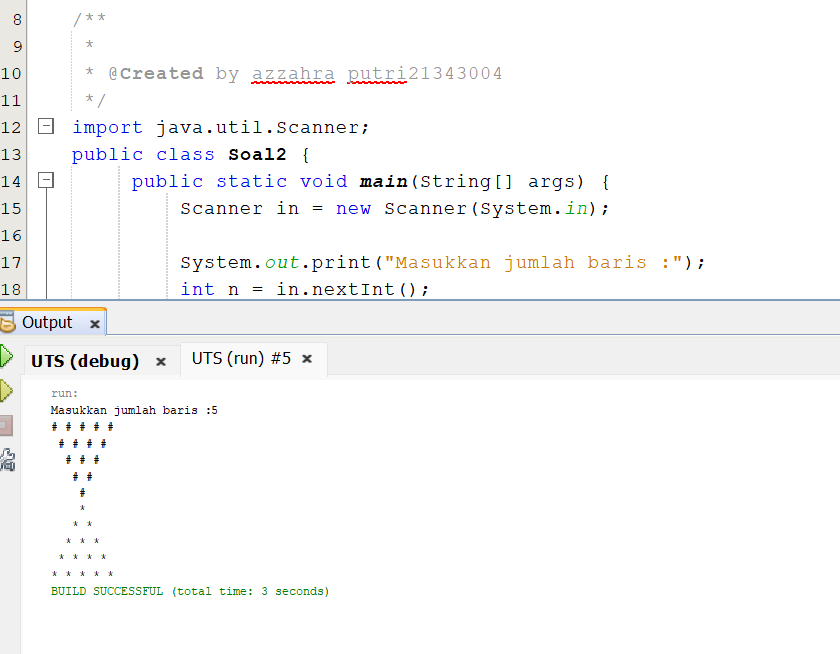 8 /**
9 *
10 * @Created by azzahra putri21343004
11 */
12 import java.util.Scanner;
13 public class Soal2 {
14 public static void main(String[] args) {
15 Scanner in = new Scanner(System.in);
16
17 System.out.print("Masukkan jumlah baris :");
18 int n = in.nextInt();
Output x
UTS (debug) x UTS (run) #5 x
run:
Masukkan jumlah baris :5
# # # # #
 # # # #
  # # #
   # #
    #
    *
   * *
  * * *
 * * * *
* * * * *
BUILD SUCCESSFUL (total time: 3 seconds)